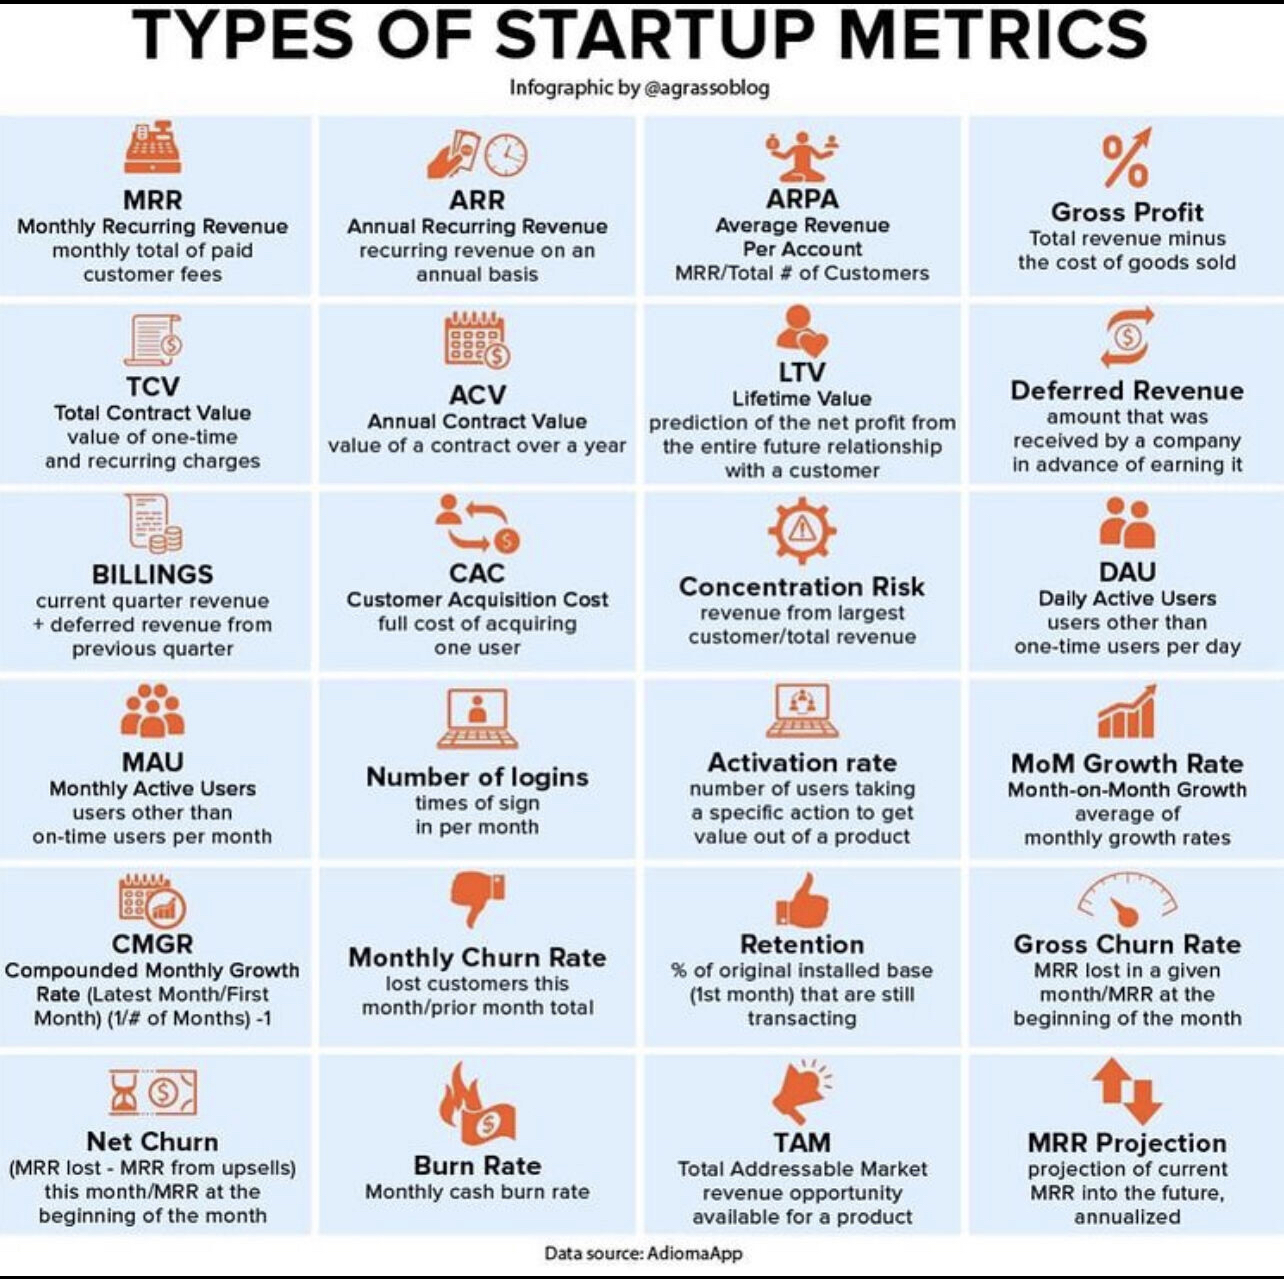 TYPES OF STARTUP METRICS
Infographic by @agrassoblog
MRR
Monthly Recurring Revenue
monthly total of paid
customer fees
ARR
Annual Recurring Revenue
recurring revenue on an
annual basis
ARPA
Average Revenue
Per Account
MRR/Total # of Customers
Gross Profit
Total revenue minus
the cost of goods sold
TCV
Total Contract Value
value of one-time
and recurring charges
ACV
Annual Contract Value
value of a contract over a year
LTV
Lifetime Value
prediction of the net profit from
the entire future relationship
with a customer
Deferred Revenue
amount that was
received by a company
in advance of earning it
BILLINGS
current quarter revenue
+ deferred revenue from
previous quarter
CAC
Customer Acquisition Cost
full cost of acquiring
one user
Concentration Risk
revenue from largest
customer/total revenue
DAU
Daily Active Users
users other than
one-time users per day
MAU
Monthly Active Users
users other than
on-time users per month
Number of logins
times of sign
in per month
Activation rate
number of users taking
a specific action to get
value out of a product
MoM Growth Rate
Month-on-Month Growth
average of
monthly growth rates
CMGR
Compounded Monthly Growth
Rate (Latest Month/First
Month) (1/# of Months) -1
Monthly Churn Rate
lost customers this
month/prior month total
Retention
% of original installed base
(1st month) that are still
transacting
Gross Churn Rate
MRR lost in a given
month/MRR at the
beginning of the month
Net Churn
(MRR lost - MRR from upsells)
this month/MRR at the
beginning of the month
Burn Rate
Monthly cash burn rate
TAM
Total Addressable Market
revenue opportunity
available for a product
MRR Projection
projection of current
MRR into the future,
annualized
Data source: AdiomaApp